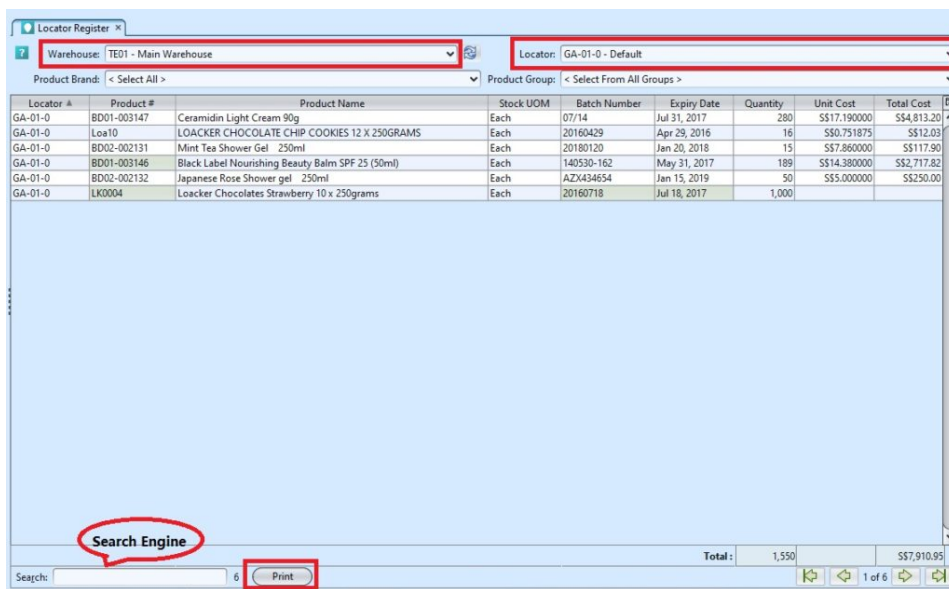 Locator Register ×
? Warehouse: TE01 - Main Warehouse Locator: GA-01-0 - Default
Product Brand: < Select All > Product Group: < Select From All Groups >
Locator Product # Product Name Stock UOM Batch Number Expiry Date Quantity Unit Cost Total Cost
GA-01-0 BD01-003147 Ceramidin Light Cream 90g Each 07/14 Jul 31, 2017 280 S$17.190000 S$4,813.20
GA-01-0 Loa10 LOACKER CHOCOLATE CHIP COOKIES 12 X 250GRAMS Each 20160429 Apr 29, 2016 16 S$0.751875 S$12.03
GA-01-0 BD02-002131 Mint Tea Shower Gel 250ml Each 20180120 Jan 20, 2018 15 S$7.860000 S$117.90
GA-01-0 BD01-003146 Black Label Nourishing Beauty Balm SPF 25 (50ml) Each 140530-162 May 31, 2017 189 S$14.380000 S$2,717.82
GA-01-0 BD02-002132 Japanese Rose Shower gel 250ml Each AZX434654 Jan 15, 2019 50 S$5.000000 S$250.00
GA-01-0 LK0004 Loacker Chocolates Strawberry 10 x 250grams Each 20160718 Jul 18, 2017 1,000
Search Engine
Total : 1,550 S$7,910.95
Search: 6 Print 1 of 6